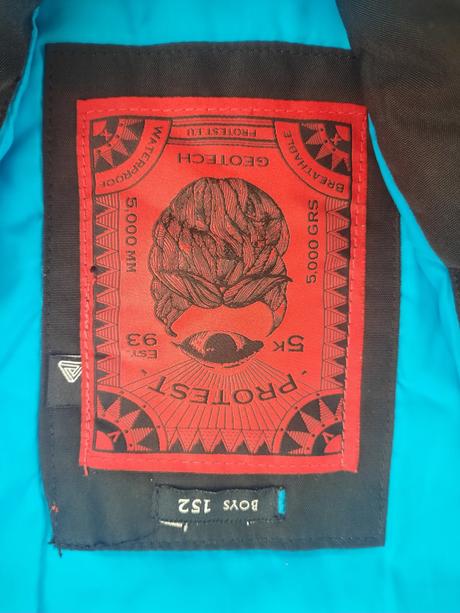 BOYS 152
· PROTEST ·
5K
EST. 93
5,000 GRS
5,000 MM
GEOTECH
PROTEST.EU
BREATHABLE
WATERPROOF